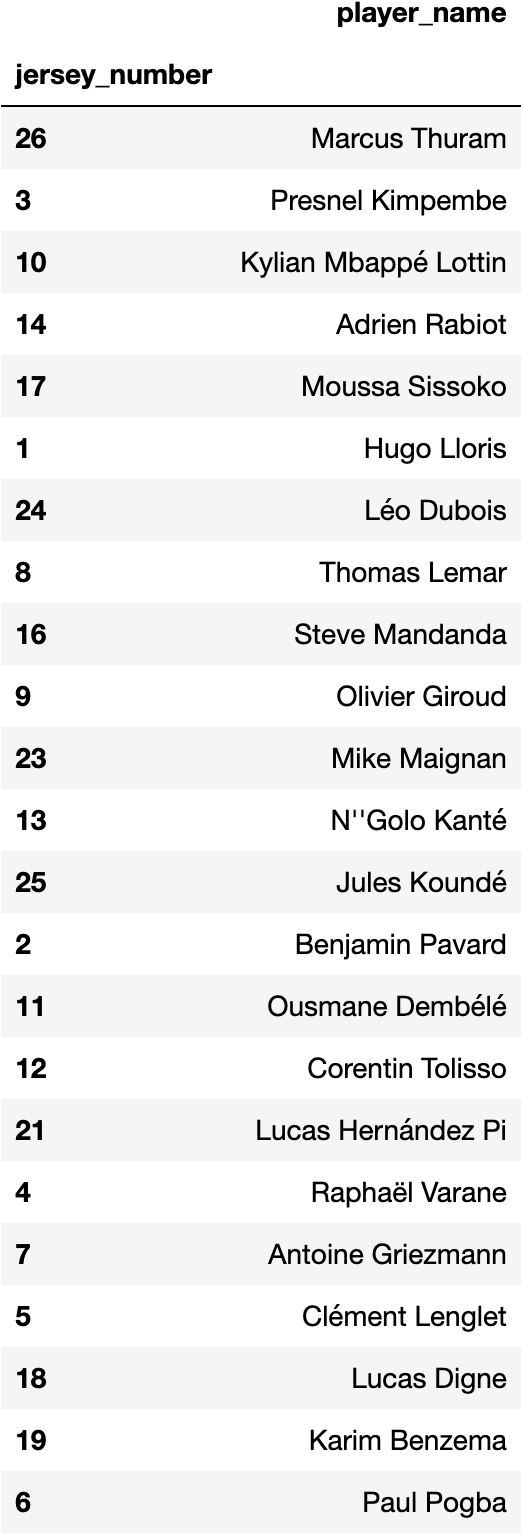 player_name
jersey_number
26 Marcus Thuram
3 Presnel Kimpembe
10 Kylian Mbappé Lottin
14 Adrien Rabiot
17 Moussa Sissoko
1 Hugo Lloris
24 Léo Dubois
8 Thomas Lemar
16 Steve Mandanda
9 Olivier Giroud
23 Mike Maignan
13 N''Golo Kanté
25 Jules Koundé
2 Benjamin Pavard
11 Ousmane Dembélé
12 Corentin Tolisso
21 Lucas Hernández Pi
4 Raphaël Varane
7 Antoine Griezmann
5 Clément Lenglet
18 Lucas Digne
19 Karim Benzema
6 Paul Pogba